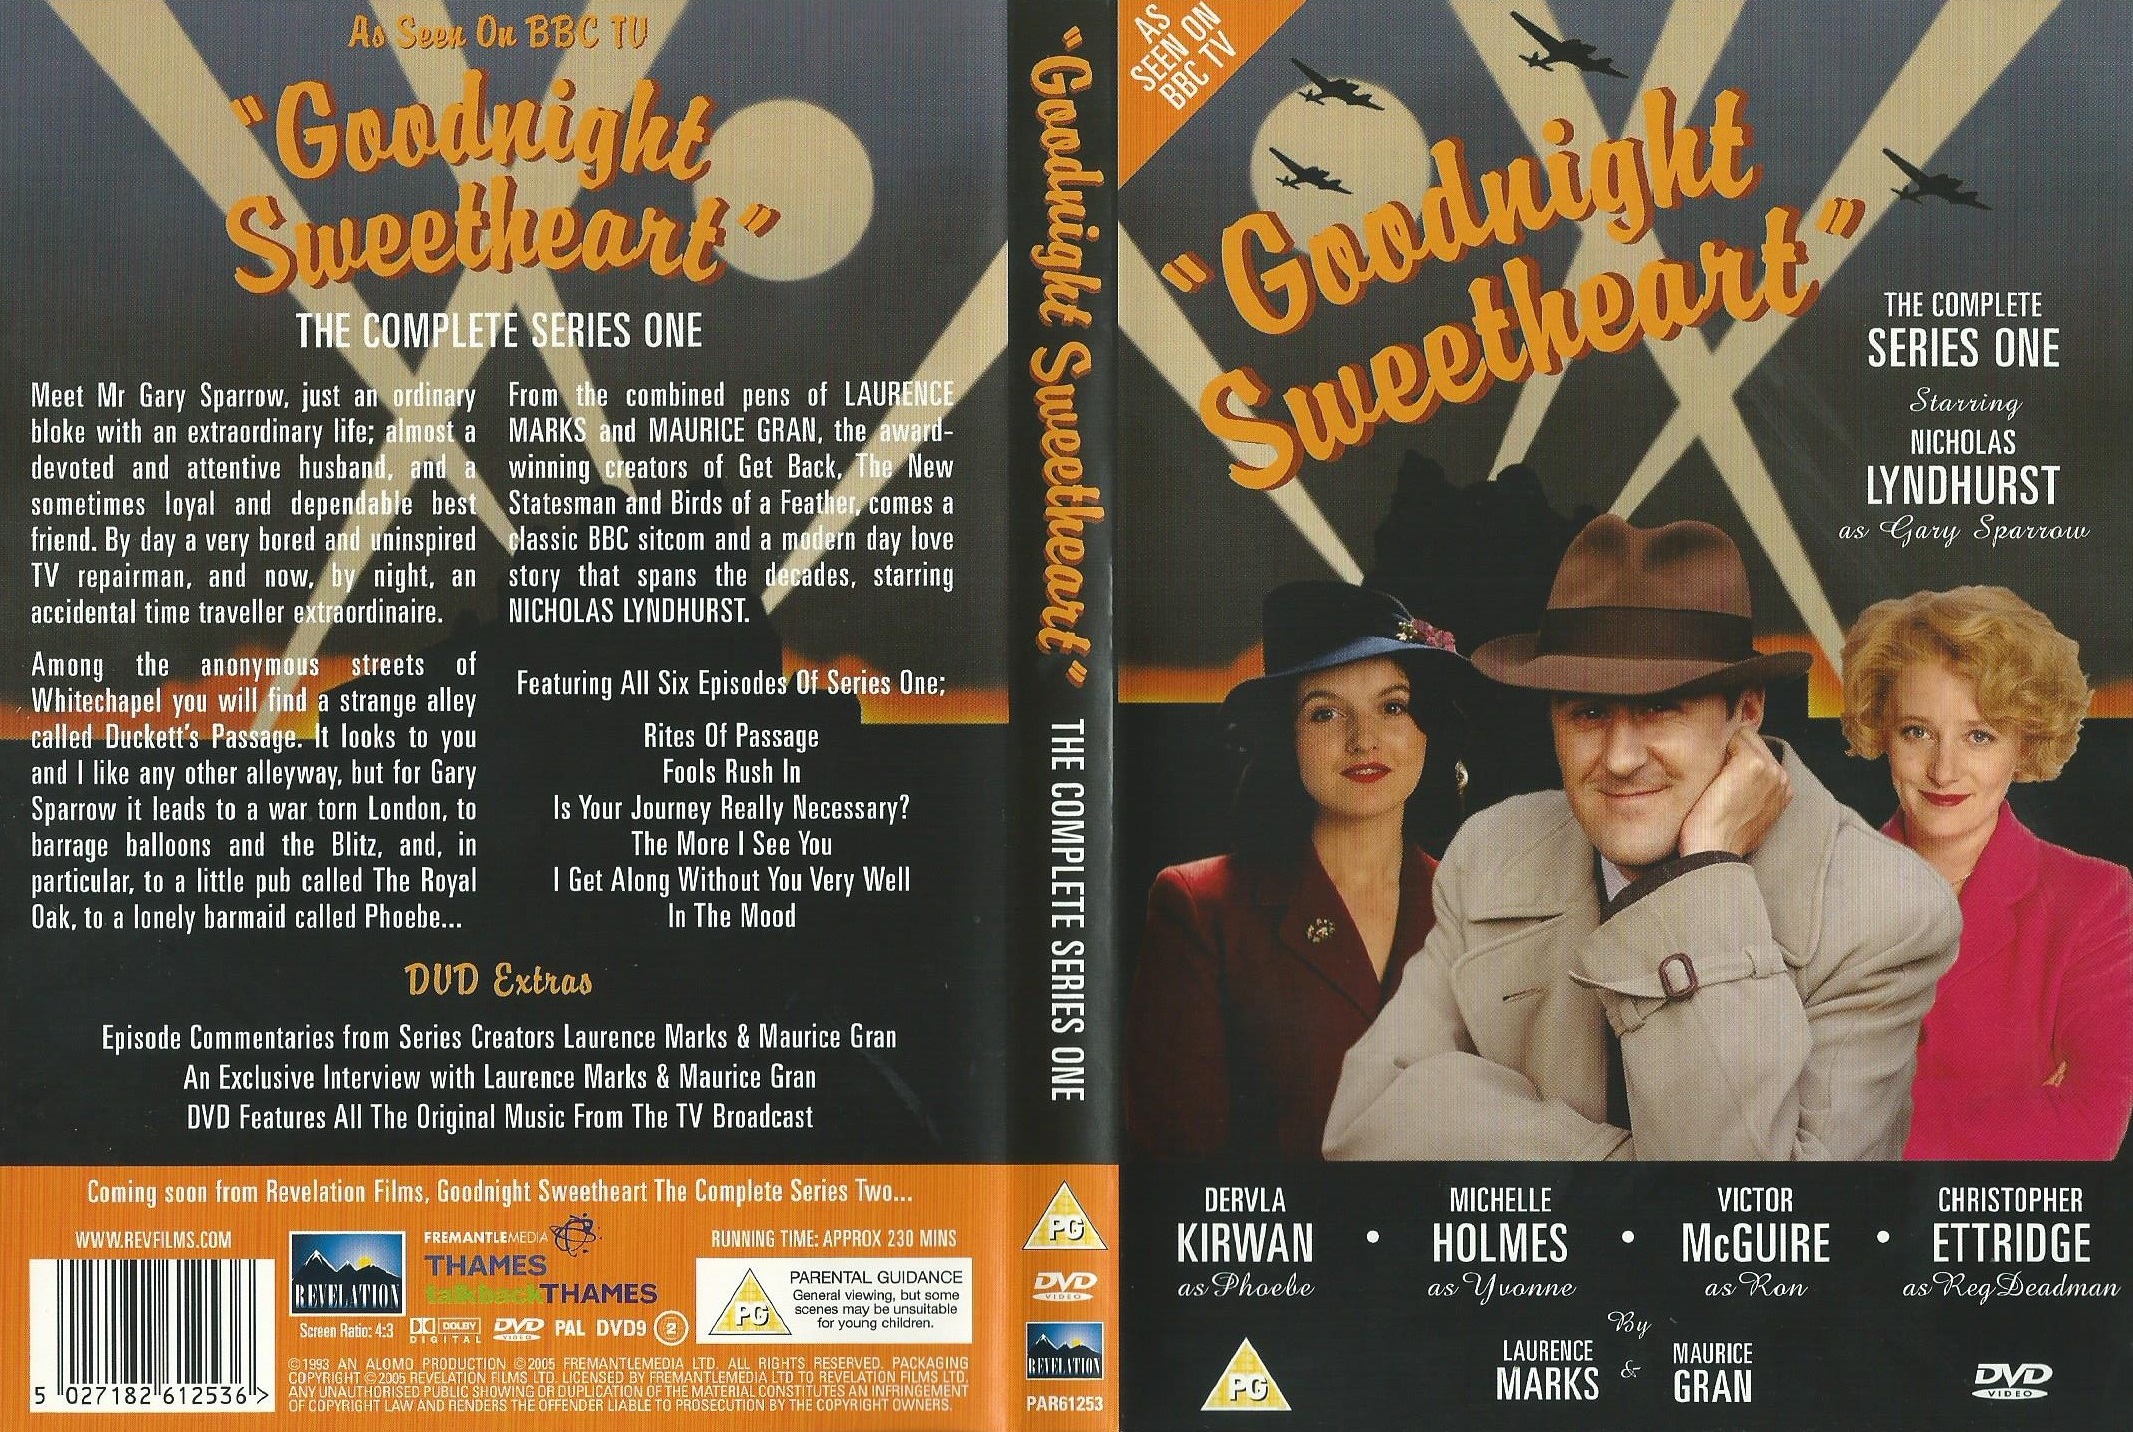 As Seen On BBC TV
"Goodnight
Sweetheart"
THE COMPLETE SERIES ONE
Meet Mr Gary Sparrow, just an ordinary
bloke with an extraordinary life; almost a
devoted and attentive husband, and a
sometimes loyal and dependable best
friend. By day a very bored and uninspired
TV repairman, and now, by night, an
accidental time traveller extraordinaire.
Among the anonymous streets of
Whitechapel you will find a strange alley
called Duckett's Passage. It looks to you
and I like any other alleyway, but for Gary
Sparrow it leads to a war torn London, to
barrage balloons and the Blitz, and, in
particular, to a little pub called The Royal
Oak, to a lonely barmaid called Phoebe...
From the combined pens of LAURENCE
MARKS and MAURICE GRAN, the award-
winning creators of Get Back, The New
Statesman and Birds of a Feather, comes a
classic BBC sitcom and a modern day love
story that spans the decades, starring
NICHOLAS LYNDHURST.
Featuring All Six Episodes Of Series One;
Rites Of Passage
Fools Rush In
Is Your Journey Really Necessary?
The More I See You
I Get Along Without You Very Well
In The Mood
DVD Extras
Episode Commentaries from Series Creators Laurence Marks & Maurice Gran
An Exclusive Interview with Laurence Marks & Maurice Gran
DVD Features All The Original Music From The TV Broadcast
Coming soon from Revelation Films, Goodnight Sweetheart The Complete Series Two...
WWW.REVFILMS.COM
5 027182 612536 >
REVELATION
Screen Ratio: 4:3
FREMANTLEMEDIA
THAMES
talkbackTHAMES
DOLBY
DIGITAL
DVD
VIDEO
PAL DVD9 2
RUNNING TIME: APPROX 230 MINS
PG
PARENTAL GUIDANCE
General viewing, but some
scenes may be unsuitable
for young children.
©1993 AN ALOMO PRODUCTION ©2005 FREMANTLEMEDIA LTD. ALL RIGHTS RESERVED. PACKAGING
COPYRIGHT ©2005 REVELATION FILMS LTD. LICENSED BY FREMANTLEMEDIA LTD TO REVELATION FILMS LTD.
ANY UNAUTHORISED PUBLIC SHOWING OR DUPLICATION OF THE MATERIAL CONSTITUTES AN INFRINGEMENT
OF COPYRIGHT LAW AND RENDERS THE OFFENDER LIABLE TO PROSECUTION BY THE COPYRIGHT OWNERS.
"Goodnight Sweetheart" THE COMPLETE SERIES ONE
PG
DVD
VIDEO
REVELATION
PAR61253
AS
SEEN ON
BBC TV
"Goodnight
Sweetheart"
THE COMPLETE
SERIES ONE
Starring
NICHOLAS
LYNDHURST
as Gary Sparrow
DERVLA
KIRWAN
as Phoebe
•
MICHELLE
HOLMES
as Yvonne
•
VICTOR
McGUIRE
as Ron
•
CHRISTOPHER
ETTRIDGE
as Reg Deadman
By
LAURENCE
MARKS
&
MAURICE
GRAN
PG
DVD
VIDEO